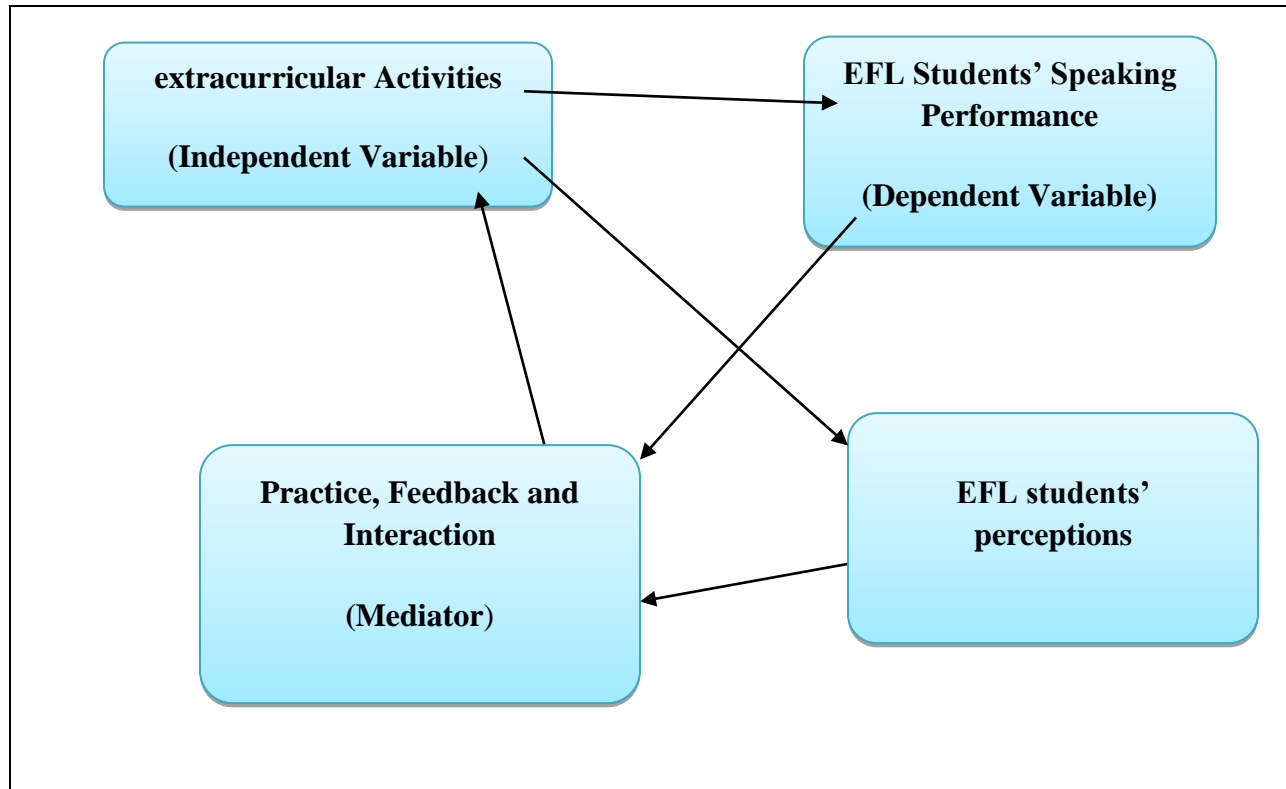 extracurricular Activities
(Independent Variable)
EFL Students’ Speaking
Performance
(Dependent Variable)
Practice, Feedback and
Interaction
(Mediator)
EFL students’
perceptions